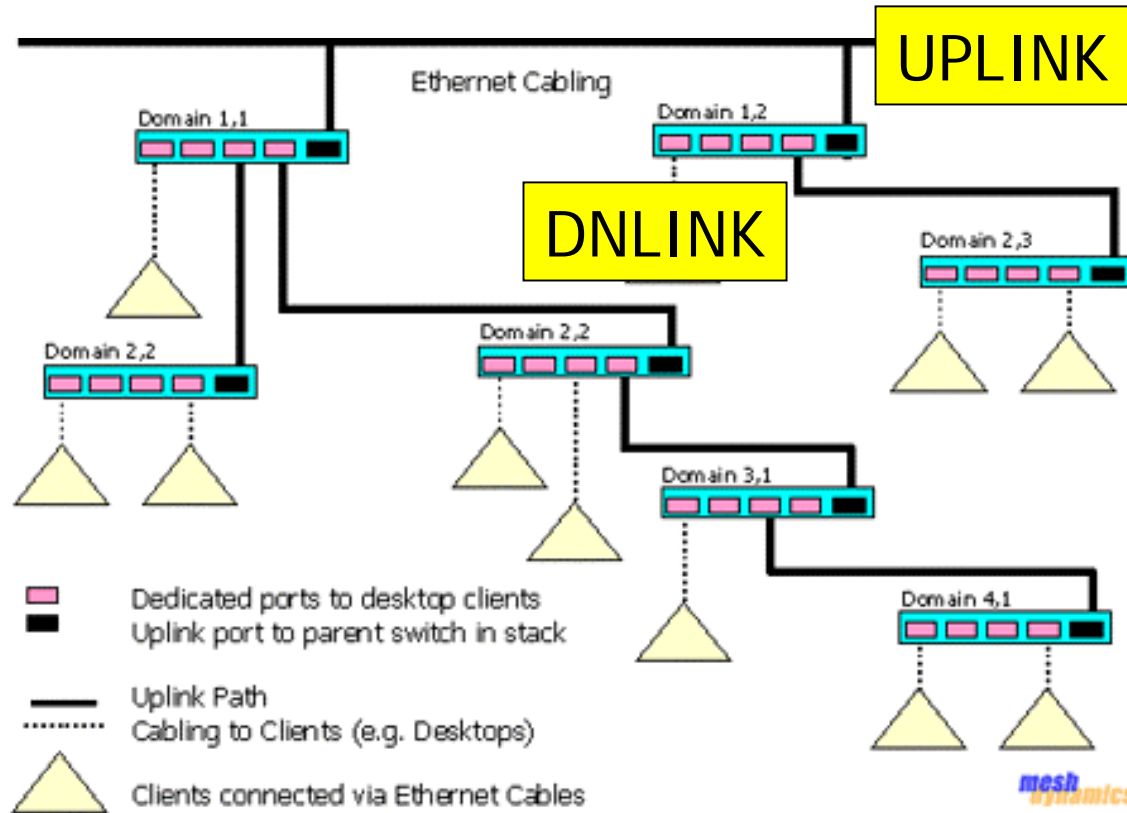 UPLINK
Ethernet Cabling
Domain 1,1
Domain 1,2
DNLINK
Domain 2,3
Domain 2,2
Domain 2,2
Domain 3,1
Domain 4,1
Dedicated ports to desktop clients
Uplink port to parent switch in stack
Uplink Path
Cabling to Clients (e.g. Desktops)
Clients connected via Ethernet Cables
mesh
dynamics